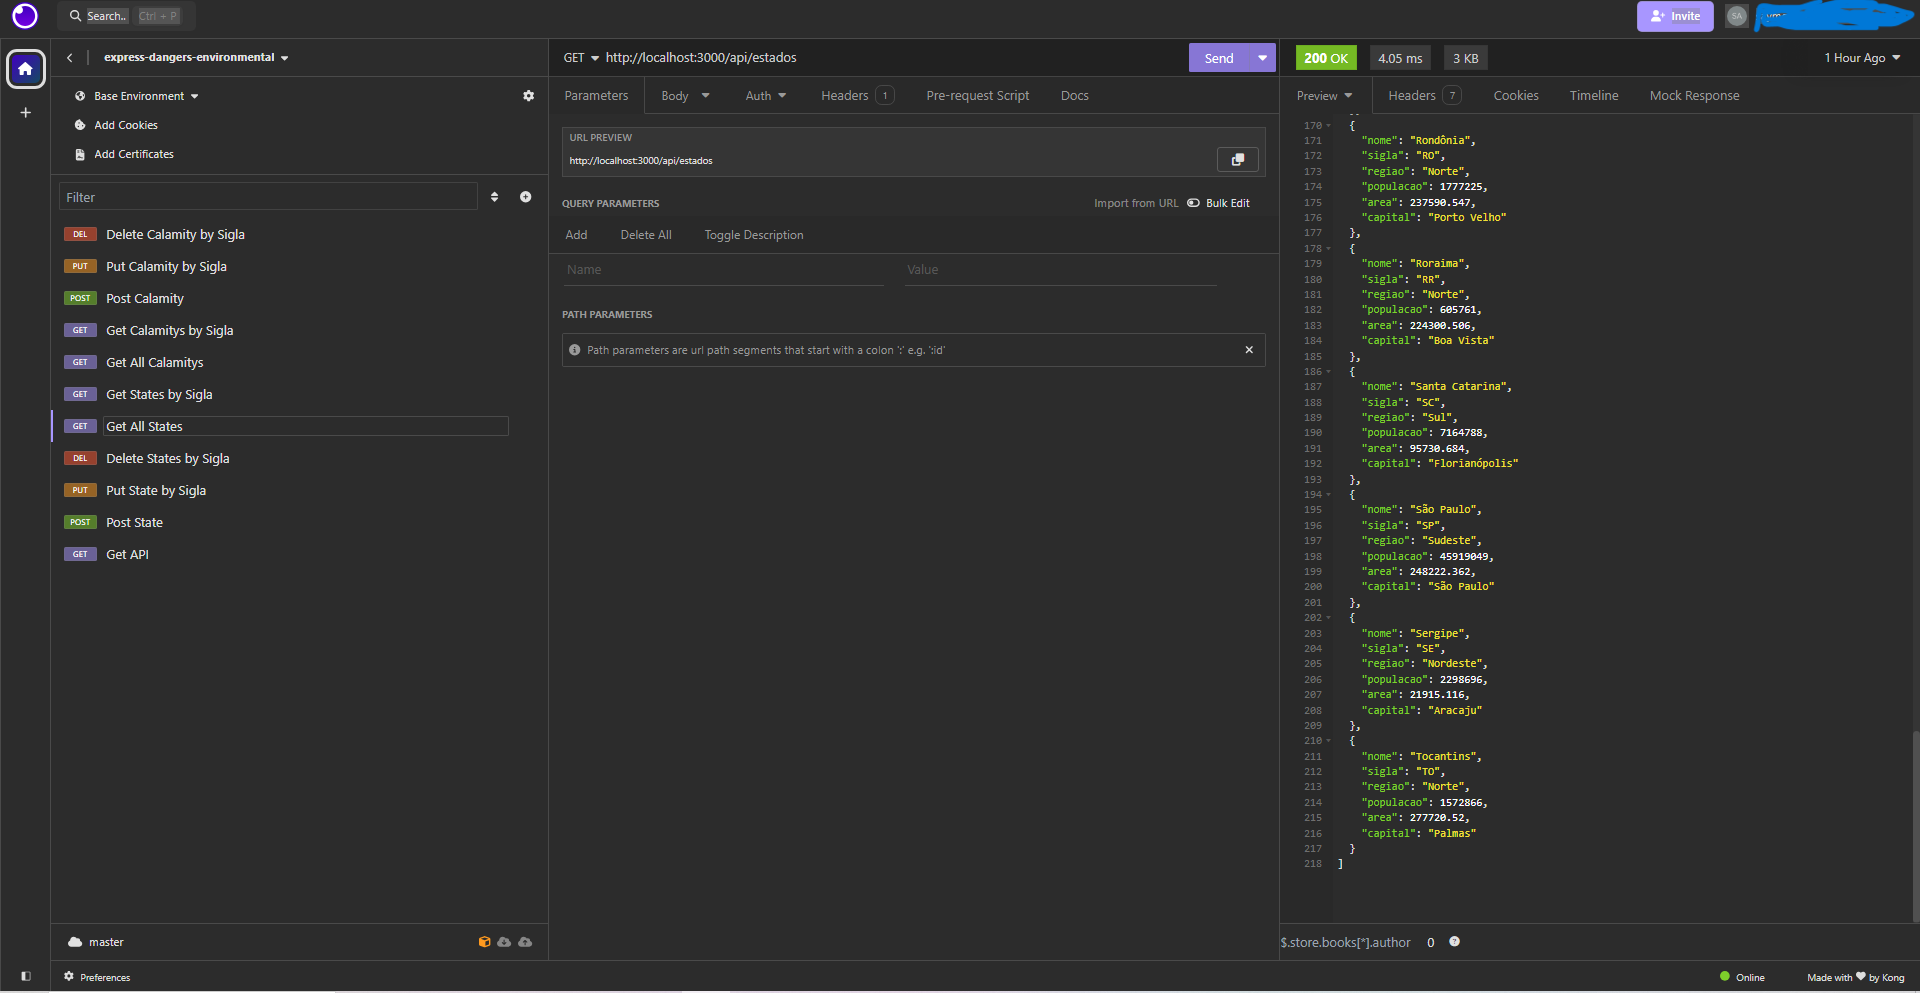 Search..
Ctrl + P
Invite
SA
express-dangers-environmental
Base Environment
Add Cookies
Add Certificates
Filter
DEL Delete Calamity by Sigla
PUT Put Calamity by Sigla
POST Post Calamity
GET Get Calamitys by Sigla
GET Get All Calamitys
GET Get States by Sigla
GET Get All States
DEL Delete States by Sigla
PUT Put State by Sigla
POST Post State
GET Get API
master
Preferences
GET http://localhost:3000/api/estados
Send
Parameters Body Auth Headers 1 Pre-request Script Docs
URL PREVIEW
http://localhost:3000/api/estados
QUERY PARAMETERS
Import from URL Bulk Edit
Add Delete All Toggle Description
Name Value
PATH PARAMETERS
Path parameters are url path segments that start with a colon ':' e.g. ':id'
200 OK 4.05 ms 3 KB 1 Hour Ago
Preview Headers 7 Cookies Timeline Mock Response
170 {
171 "nome": "Rondônia",
172 "sigla": "RO",
173 "regiao": "Norte",
174 "populacao": 1777225,
175 "area": 237590.547,
176 "capital": "Porto Velho"
177 },
178 {
179 "nome": "Roraima",
180 "sigla": "RR",
181 "regiao": "Norte",
182 "populacao": 605761,
183 "area": 224300.506,
184 "capital": "Boa Vista"
185 },
186 {
187 "nome": "Santa Catarina",
188 "sigla": "SC",
189 "regiao": "Sul",
190 "populacao": 7164788,
191 "area": 95730.684,
192 "capital": "Florianópolis"
193 },
194 {
195 "nome": "São Paulo",
196 "sigla": "SP",
197 "regiao": "Sudeste",
198 "populacao": 45919049,
199 "area": 248222.362,
200 "capital": "São Paulo"
201 },
202 {
203 "nome": "Sergipe",
204 "sigla": "SE",
205 "regiao": "Nordeste",
206 "populacao": 2298696,
207 "area": 21915.116,
208 "capital": "Aracaju"
209 },
210 {
211 "nome": "Tocantins",
212 "sigla": "TO",
213 "regiao": "Norte",
214 "populacao": 1572866,
215 "area": 277720.52,
216 "capital": "Palmas"
217 }
218 ]
$.store.books[*].author 0
Online
Made with ❤ by Kong